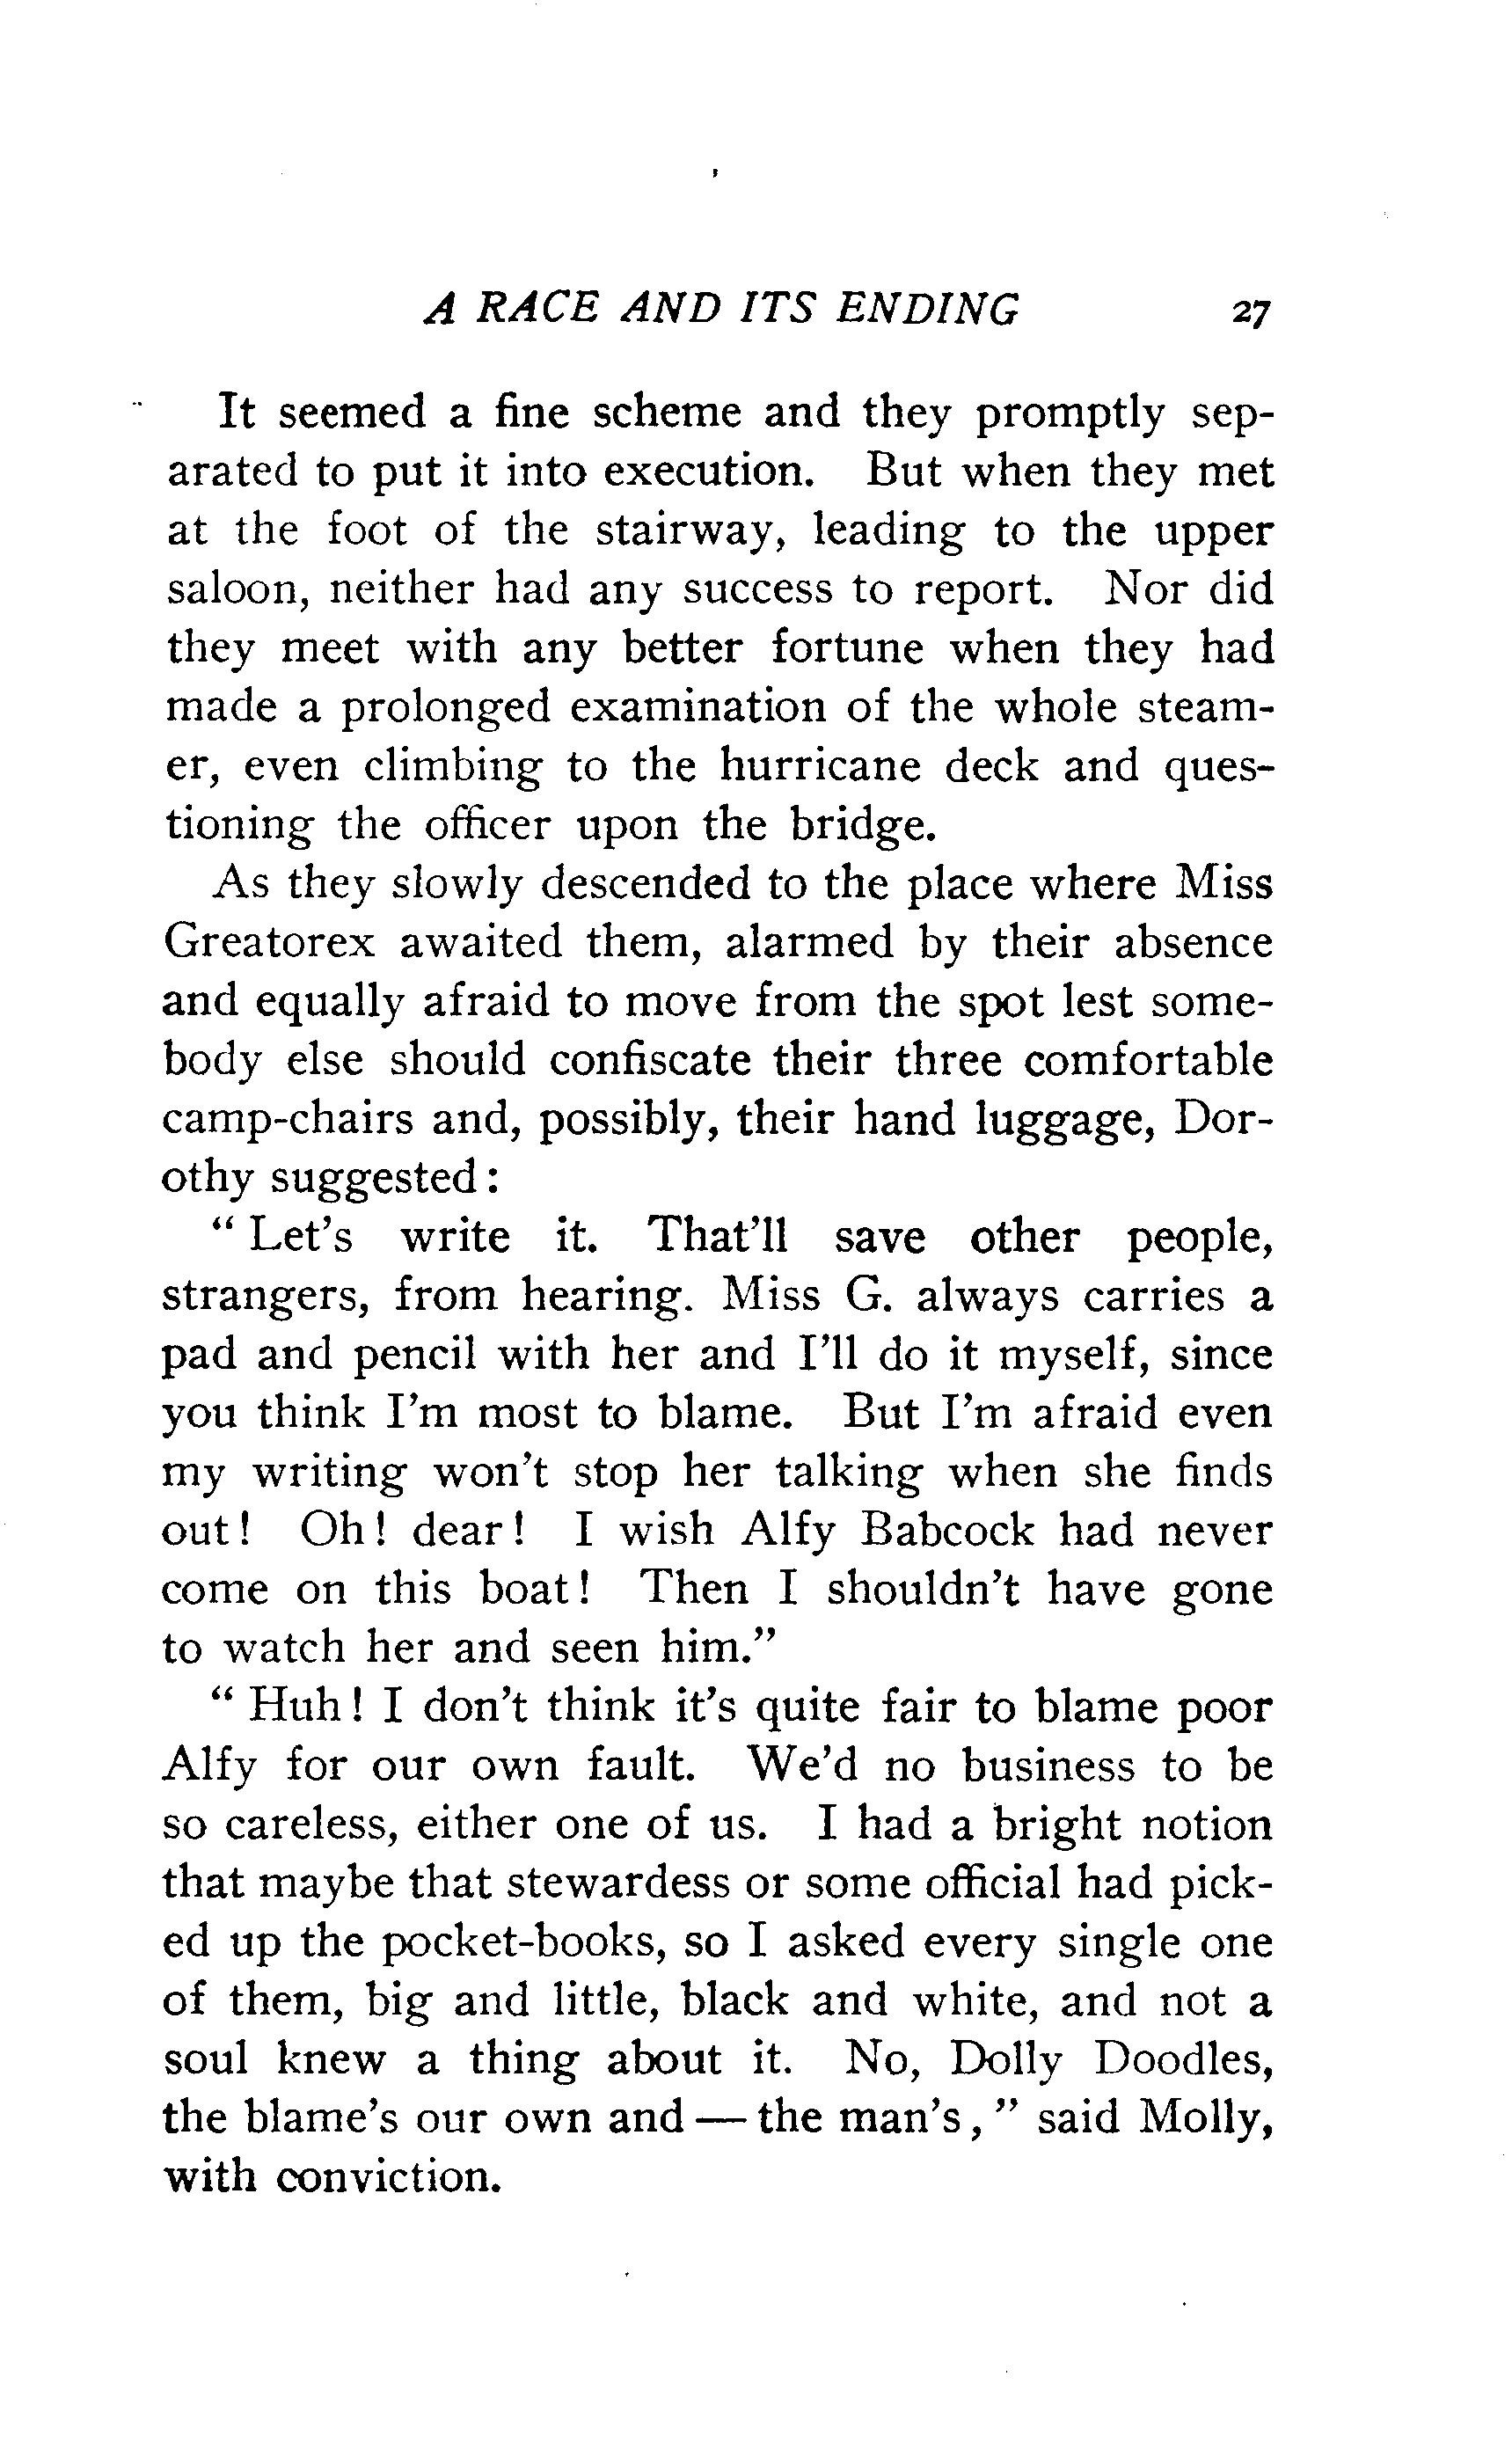 A RACE AND ITS ENDING 27
It seemed a fine scheme and they promptly sep-
arated to put it into execution. But when they met
at the foot of the stairway, leading to the upper
saloon, neither had any success to report. Nor did
they meet with any better fortune when they had
made a prolonged examination of the whole steam-
er, even climbing to the hurricane deck and ques-
tioning the officer upon the bridge.
As they slowly descended to the place where Miss
Greatorex awaited them, alarmed by their absence
and equally afraid to move from the spot lest some-
body else should confiscate their three comfortable
camp-chairs and, possibly, their hand luggage, Dor-
othy suggested:
" Let's write it. That'll save other people,
strangers, from hearing. Miss G. always carries a
pad and pencil with her and I'll do it myself, since
you think I'm most to blame. But I'm afraid even
my writing won't stop her talking when she finds
out! Oh! dear! I wish Alfy Babcock had never
come on this boat! Then I shouldn't have gone
to watch her and seen him."
" Huh! I don't think it's quite fair to blame poor
Alfy for our own fault. We'd no business to be
so careless, either one of us. I had a bright notion
that maybe that stewardess or some official had pick-
ed up the pocket-books, so I asked every single one
of them, big and little, black and white, and not a
soul knew a thing about it. No, Dolly Doodles,
the blame's our own and — the man's, " said Molly,
with conviction.